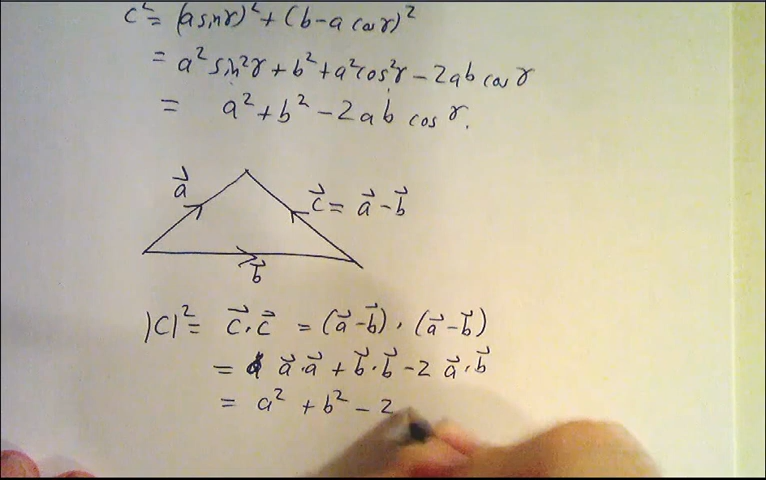 c² = (a sin γ)² + (b - a cos γ)²
= a² sin²γ + b² + a² cos²γ - 2ab cos γ
= a² + b² - 2ab cos γ.
a⃗
c⃗ = a⃗ - b⃗
b⃗
|C|² = c⃗ · c⃗ = (a⃗ - b⃗) · (a⃗ - b⃗)
= a⃗ · a⃗ + b⃗ · b⃗ - 2 a⃗ · b⃗
= a² + b² - 2